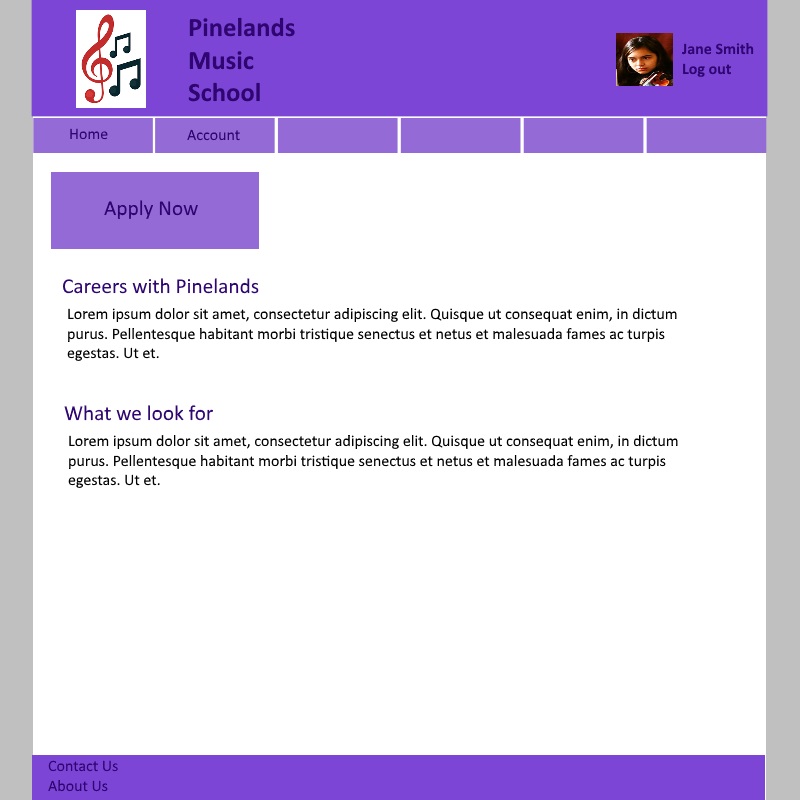 Pinelands
Music
School
Jane Smith
Log out
Home
Account
Apply Now
Careers with Pinelands
Lorem ipsum dolor sit amet, consectetur adipiscing elit. Quisque ut consequat enim, in dictum
purus. Pellentesque habitant morbi tristique senectus et netus et malesuada fames ac turpis
egestas. Ut et.
What we look for
Lorem ipsum dolor sit amet, consectetur adipiscing elit. Quisque ut consequat enim, in dictum
purus. Pellentesque habitant morbi tristique senectus et netus et malesuada fames ac turpis
egestas. Ut et.
Contact Us
About Us